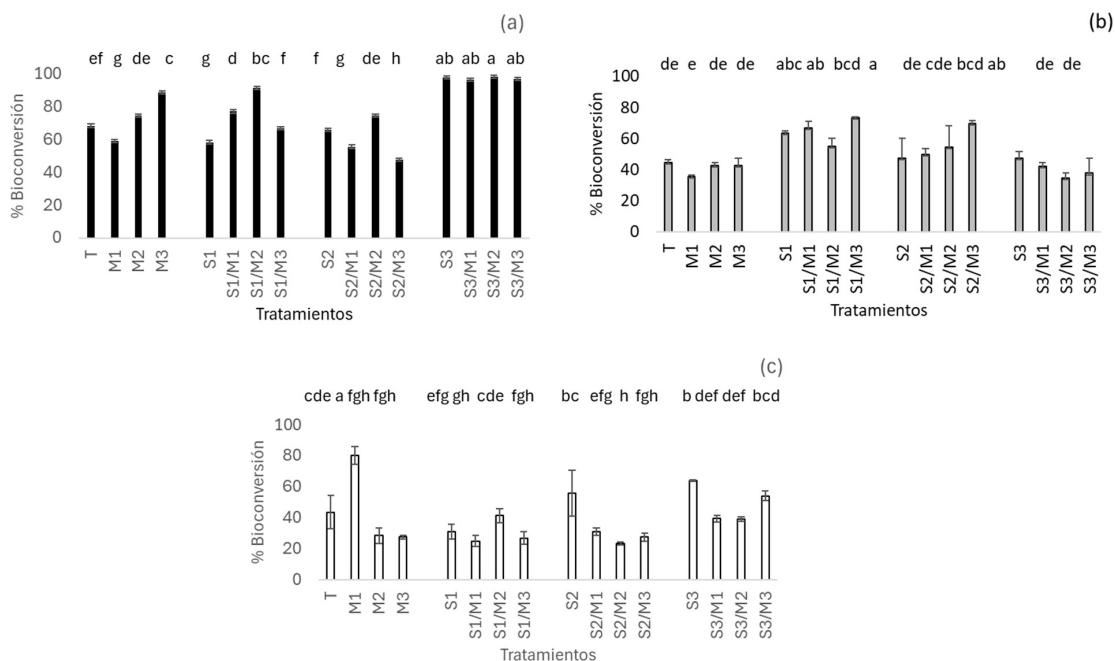 (a)
ef g de c g d bc f f g de h ab ab a ab
100
80
60
40
20
0
% Bioconversión
T M1 M2 M3 S1 S1/M1 S1/M2 S1/M3 S2 S2/M1 S2/M2 S2/M3 S3 S3/M1 S3/M2 S3/M3
Tratamientos
(b)
de e de de abc ab bcd a de cde bcd ab de de
100
80
60
40
20
0
% Bioconversión
T M1 M2 M3 S1 S1/M1 S1/M2 S1/M3 S2 S2/M1 S2/M2 S2/M3 S3 S3/M1 S3/M2 S3/M3
Tratamientos
(c)
cde a fgh fgh efg gh cde fgh bc efg h fgh b def def bcd
100
80
60
40
20
0
% Bioconversión
T M1 M2 M3 S1 S1/M1 S1/M2 S1/M3 S2 S2/M1 S2/M2 S2/M3 S3 S3/M1 S3/M2 S3/M3
Tratamientos